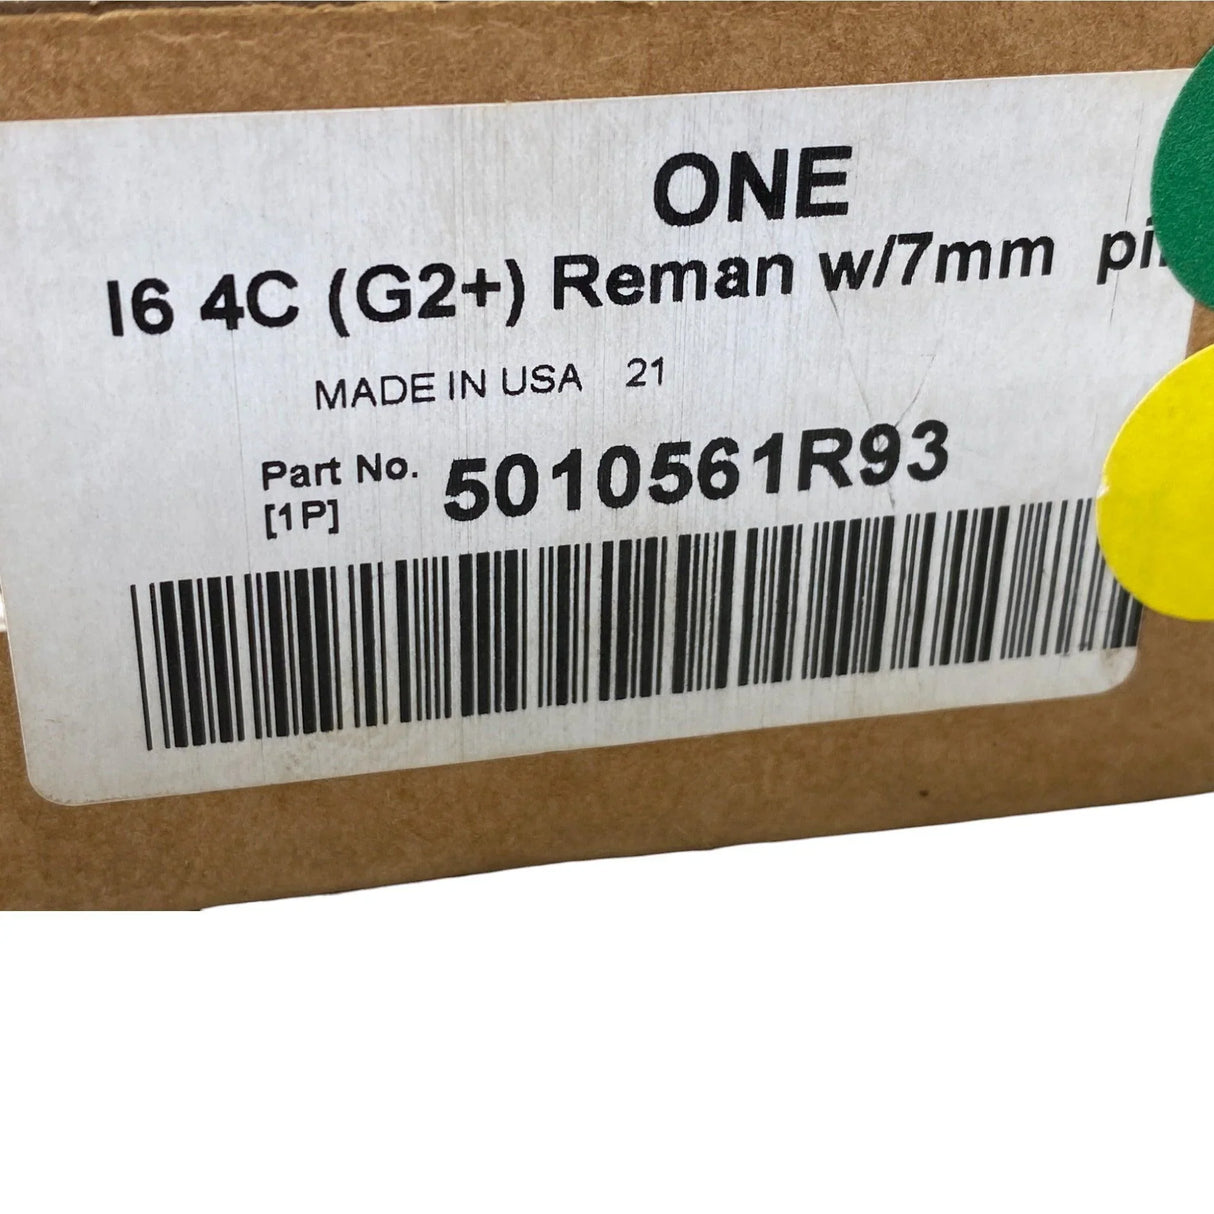 ONE
I6 4C (G2+) Reman w/7mm
MADE IN USA 21
Part No. 5010561R93
[1P]